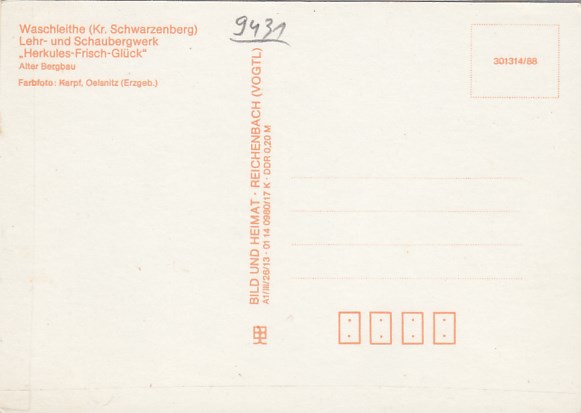 Waschleithe (Kr. Schwarzenberg)
Lehr- und Schaubergwerk
„Herkules-Frisch-Glück"
Alter Bergbau
Farbfoto: Karpf, Oelsnitz (Erzgeb.)
9431
301314/88
BILD UND HEIMAT · REICHENBACH (VOGTL)
A1/III/26/13 · 01 14 0980/17 K · DDR 0,20 M